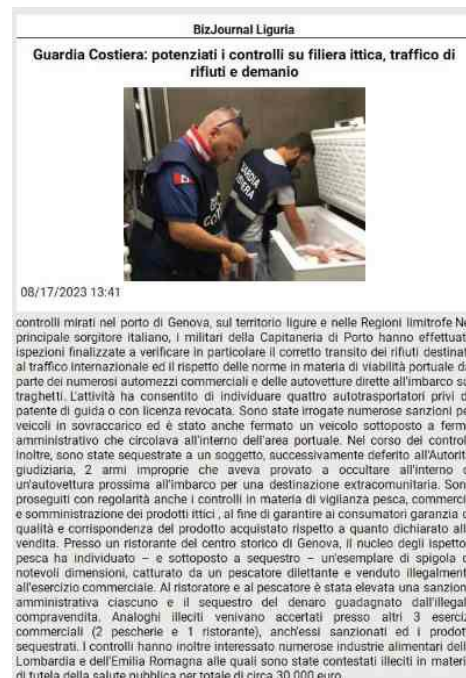 BizJournal Liguria
Guardia Costiera: potenziati i controlli su filiera ittica, traffico di
rifiuti e demanio
GUARDIA
COSTIERA
08/17/2023 13:41
controlli mirati nel porto di Genova, sul territorio ligure e nelle Regioni limitrofe Ne
principale sorgitore italiano, i militari della Capitaneria di Porto hanno effettuat
ispezioni finalizzate a verificare in particolare il corretto transito dei rifiuti destinat
al traffico internazionale ed il rispetto delle norme in materia di viabilità portuale da
parte dei numerosi automezzi commerciali e delle autovetture dirette all'imbarco su
traghetti. L'attività ha consentito di individuare quattro autotrasportatori privi d
patente di guida o con licenza revocata. Sono state irrogate numerose sanzioni pe
veicoli in sovraccarico ed è stato anche fermato un veicolo sottoposto a ferm
amministrativo che circolava all'interno dell'area portuale. Nel corso dei control
inoltre, sono state sequestrate a un soggetto, successivamente deferito all'Autorit
giudiziaria, 2 armi improprie che aveva provato a occultare all'interno d
un'autovettura prossima all'imbarco per una destinazione extracomunitaria. Son
proseguiti con regolarità anche i controlli in materia di vigilanza pesca, commerci
e somministrazione dei prodotti ittici , al fine di garantire ai consumatori garanzia d
qualità e corrispondenza del prodotto acquistato rispetto a quanto dichiarato all
vendita. Presso un ristorante del centro storico di Genova, il nucleo degli Ispetto
pesca ha individuato – e sottoposto a sequestro – un'esemplare di spigola d
notevoli dimensioni, catturato da un pescatore dilettante e venduto illegalment
all'esercizio commerciale. Al ristoratore e al pescatore è stata elevata una sanzion
amministrativa ciascuno e il sequestro del denaro guadagnato dall'illegal
compravendita. Analoghi illeciti venivano accertati presso altri 3 eserciz
commerciali (2 pescherie e 1 ristorante), anch'essi sanzionati ed i prodot
sequestrati. I controlli hanno inoltre interessato numerose industrie alimentari dell
Lombardia e dell'Emilia Romagna alle quali sono state contestati illeciti in materi
di tutela della salute pubblica per totale di circa 30.000 euro.